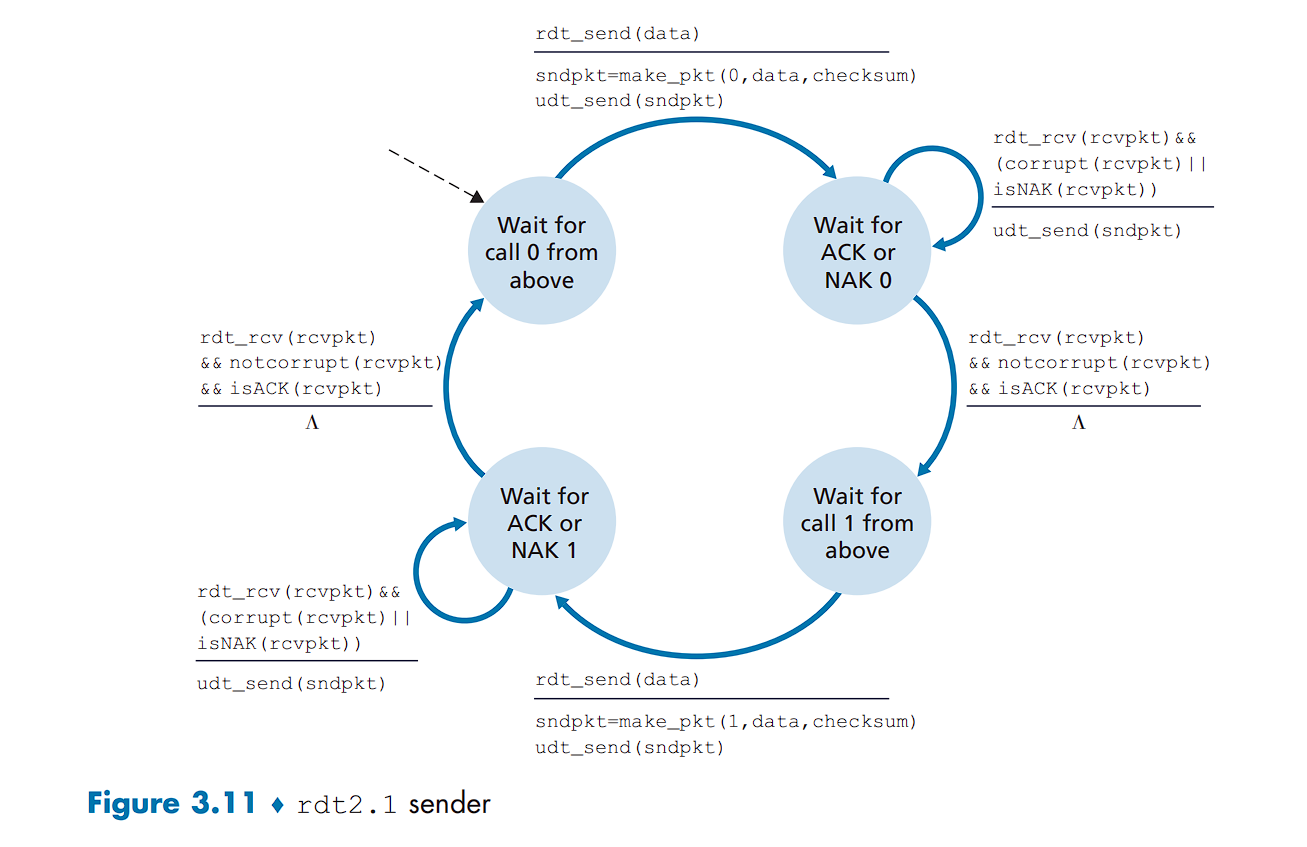 rdt_send(data)
sndpkt=make_pkt(0,data,checksum)
udt_send(sndpkt)
rdt_rcv(rcvpkt)&&
(corrupt(rcvpkt)||
isNAK(rcvpkt))
udt_send(sndpkt)
Wait for
call 0 from
above
Wait for
ACK or
NAK 0
rdt_rcv(rcvpkt)
&& notcorrupt(rcvpkt)
&& isACK(rcvpkt)
Λ
rdt_rcv(rcvpkt)
&& notcorrupt(rcvpkt)
&& isACK(rcvpkt)
Λ
Wait for
ACK or
NAK 1
Wait for
call 1 from
above
rdt_rcv(rcvpkt)&&
(corrupt(rcvpkt)||
isNAK(rcvpkt))
udt_send(sndpkt)
rdt_send(data)
sndpkt=make_pkt(1,data,checksum)
udt_send(sndpkt)
Figure 3.11 ♦ rdt2.1 sender